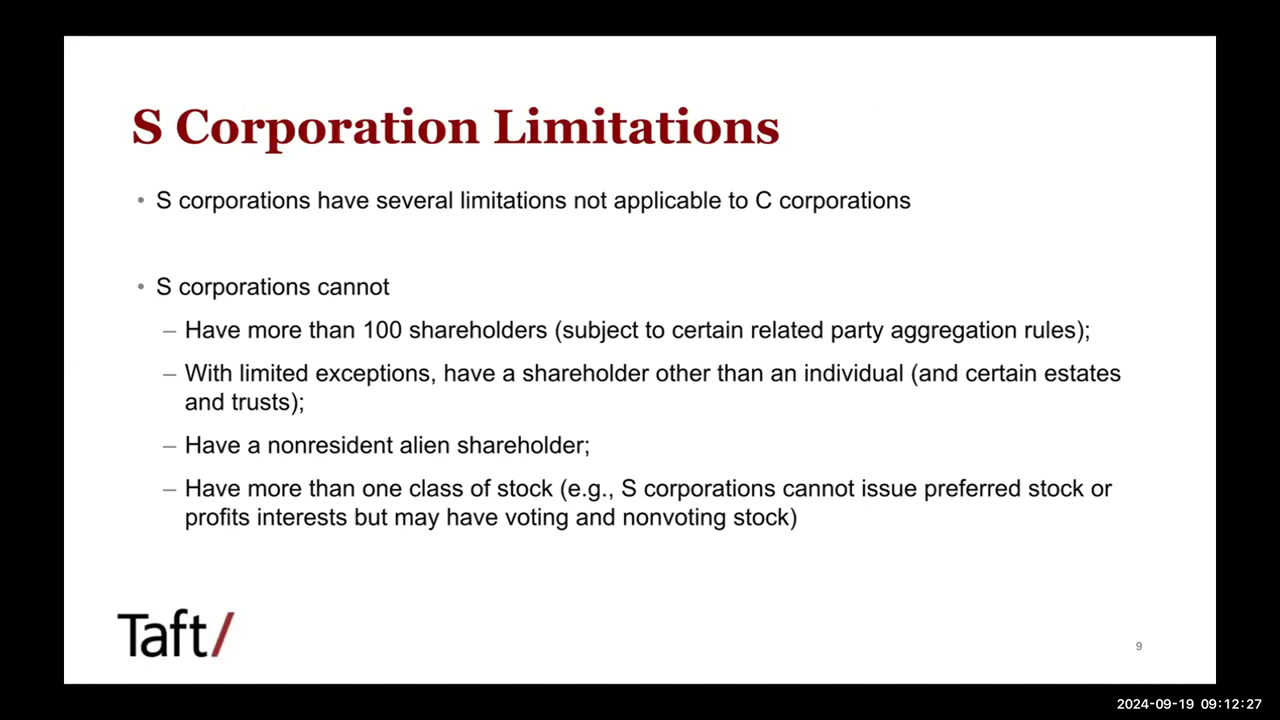 S Corporation Limitations
• S corporations have several limitations not applicable to C corporations
• S corporations cannot
– Have more than 100 shareholders (subject to certain related party aggregation rules);
– With limited exceptions, have a shareholder other than an individual (and certain estates
and trusts);
– Have a nonresident alien shareholder;
– Have more than one class of stock (e.g., S corporations cannot issue preferred stock or
profits interests but may have voting and nonvoting stock)
Taft/
9
2024-09-19 09:12:27